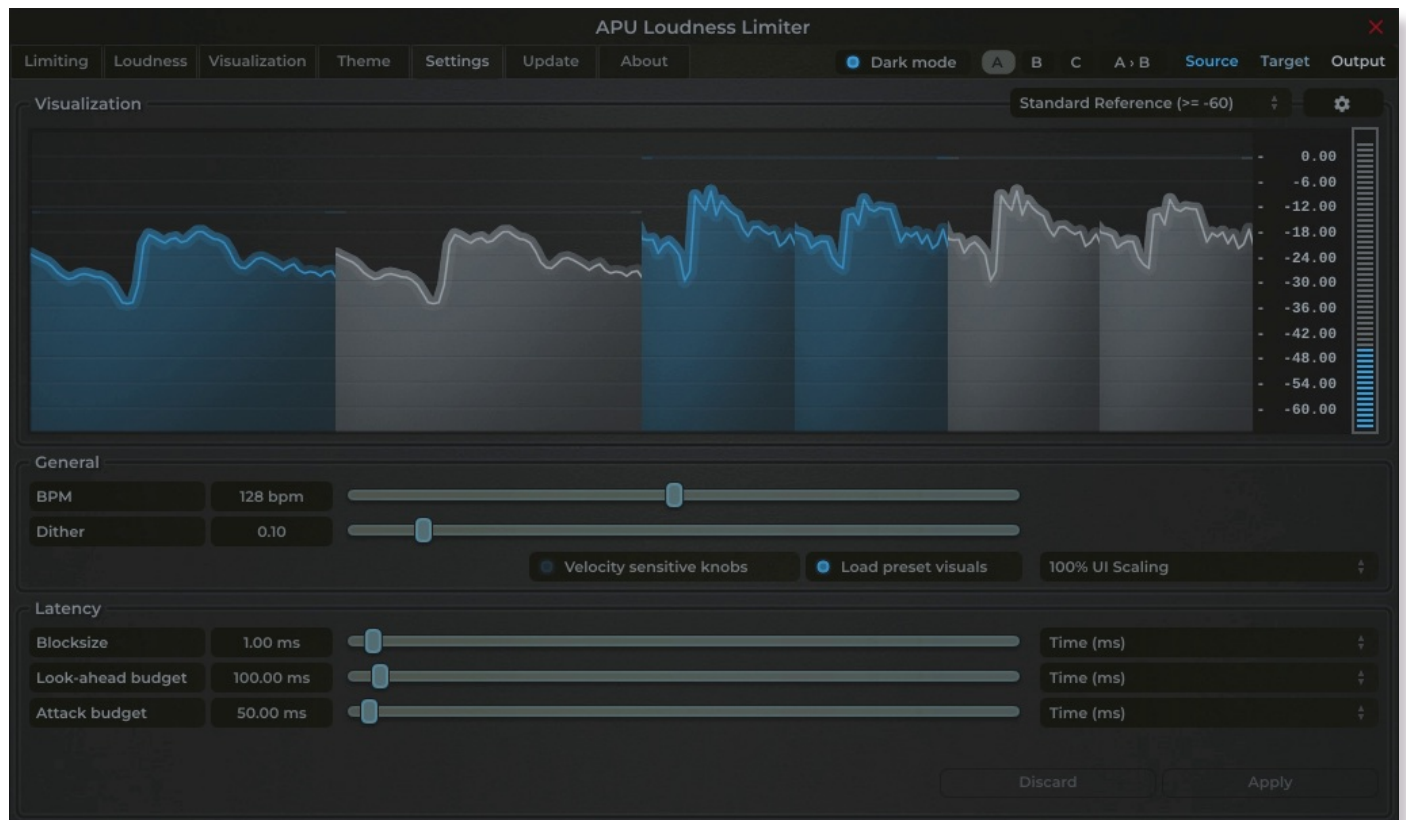 APU Loudness Limiter
Limiting Loudness Visualization Theme Settings Update About Dark mode A B C A › B Source Target Output
Visualization Standard Reference (>= -60)
- 0.00
- -6.00
- -12.00
- -18.00
- -24.00
- -30.00
- -36.00
- -42.00
- -48.00
- -54.00
- -60.00
General
BPM 128 bpm
Dither 0.10
Velocity sensitive knobs Load preset visuals 100% UI Scaling
Latency
Blocksize 1.00 ms Time (ms)
Look-ahead budget 100.00 ms Time (ms)
Attack budget 50.00 ms Time (ms)
Discard Apply